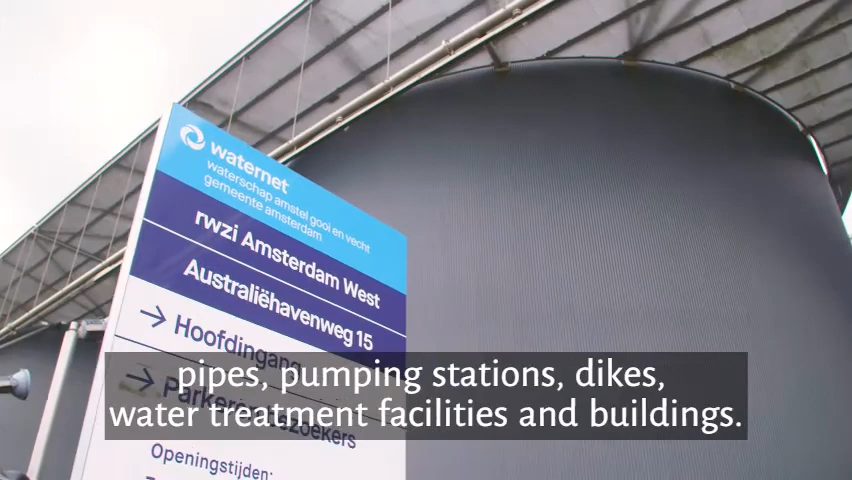 waternet
waterschap amstel gooi en vecht
gemeente amsterdam
rwzi Amsterdam West
Australiëhavenweg 15
→ Hoofdingang
→ Parkeren bezoekers
Openingstijden:
pipes, pumping stations, dikes,
water treatment facilities and buildings.